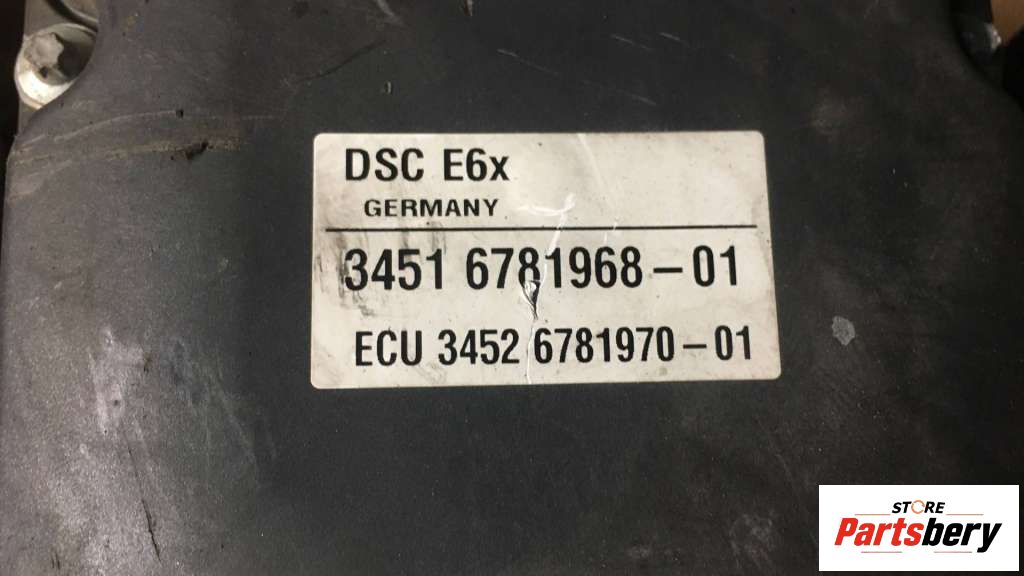 DSC E6x
GERMANY
3451 6781968-01
ECU 3452 6781970-01
STORE
Partsbery